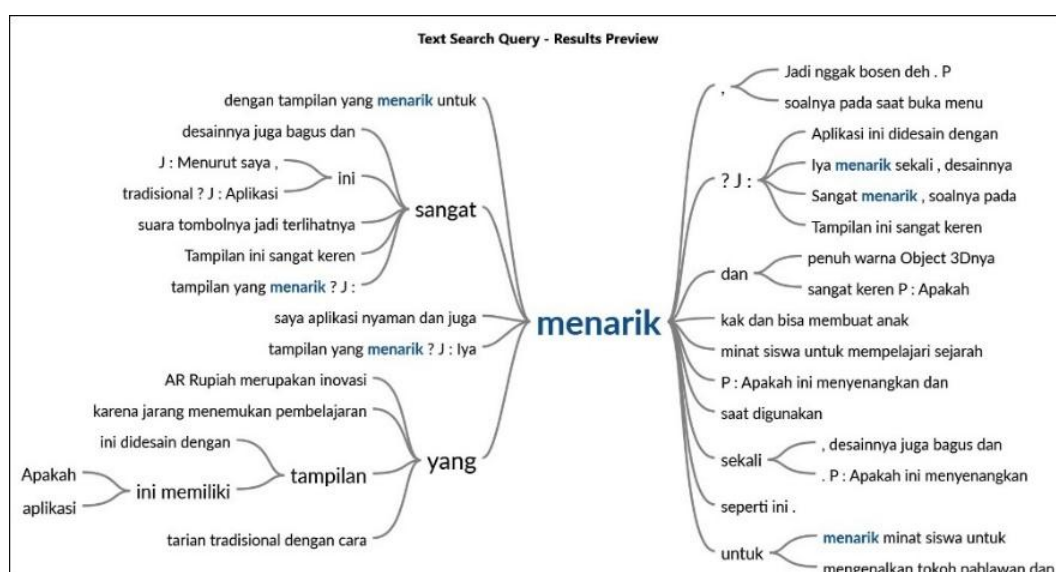 Text Search Query - Results Preview
dengan tampilan yang menarik untuk
desainnya juga bagus dan
J : Menurut saya ,
tradisional ? J : Aplikasi
ini
suara tombolnya jadi terlihatnya
Tampilan ini sangat keren
tampilan yang menarik ? J :
sangat
saya aplikasi nyaman dan juga
tampilan yang menarik ? J : Iya
AR Rupiah merupakan inovasi
karena jarang menemukan pembelajaran
ini didesain dengan
Apakah
aplikasi
ini memiliki
tampilan
tarian tradisional dengan cara
yang
menarik
,
Jadi nggak bosen deh . P
soalnya pada saat buka menu
? J :
Aplikasi ini didesain dengan
Iya menarik sekali , desainnya
Sangat menarik , soalnya pada
Tampilan ini sangat keren
dan
penuh warna Object 3Dnya
sangat keren P : Apakah
kak dan bisa membuat anak
minat siswa untuk mempelajari sejarah
P : Apakah ini menyenangkan dan
saat digunakan
sekali
, desainnya juga bagus dan
. P : Apakah ini menyenangkan
seperti ini .
untuk
menarik minat siswa untuk
mengenalkan tokoh pahlawan dan